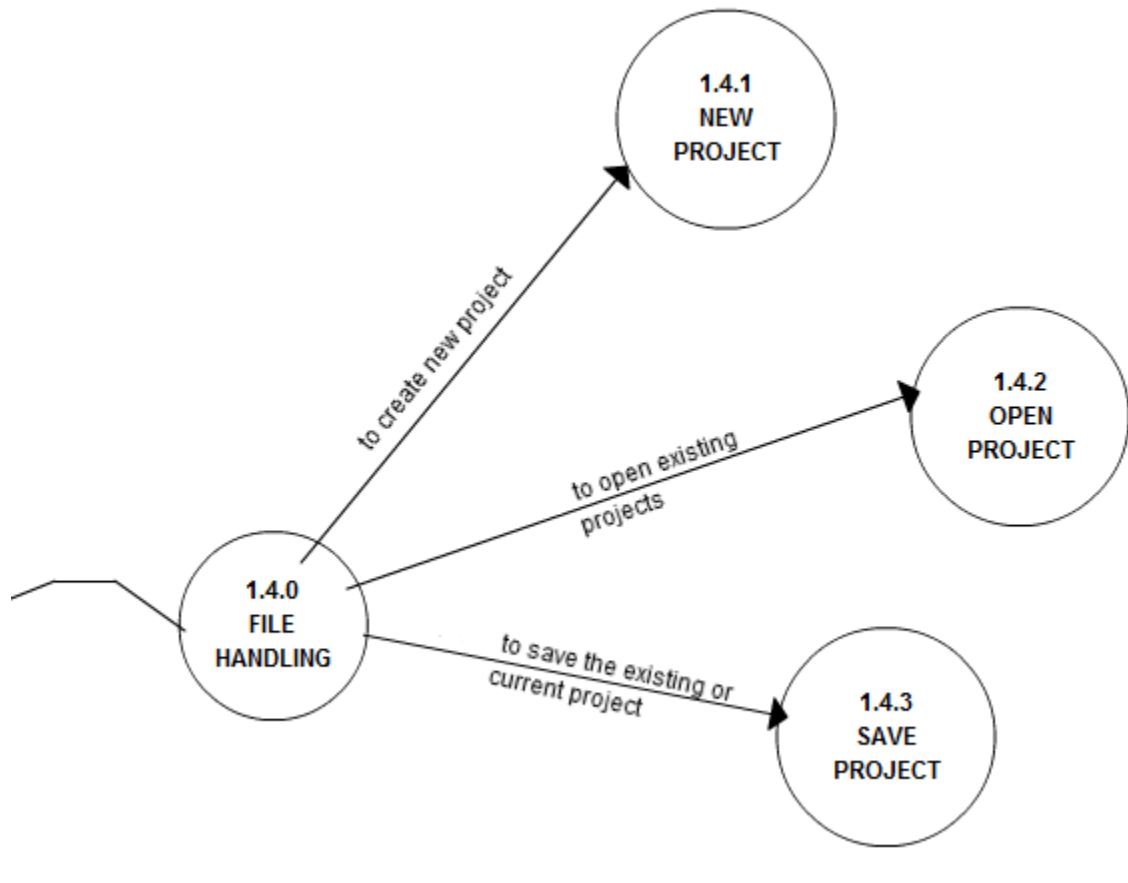 1.4.1
NEW
PROJECT
to create new project
1.4.2
OPEN
PROJECT
to open existing
projects
1.4.0
FILE
HANDLING
to save the existing or
current project
1.4.3
SAVE
PROJECT